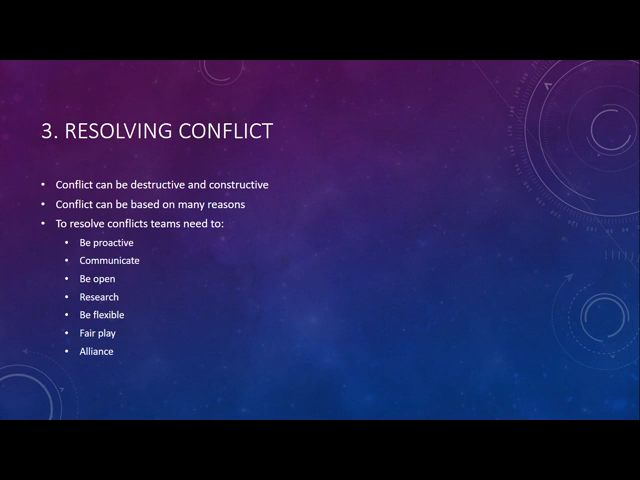 3. RESOLVING CONFLICT
• Conflict can be destructive and constructive
• Conflict can be based on many reasons
• To resolve conflicts teams need to:
• Be proactive
• Communicate
• Be open
• Research
• Be flexible
• Fair play
• Alliance